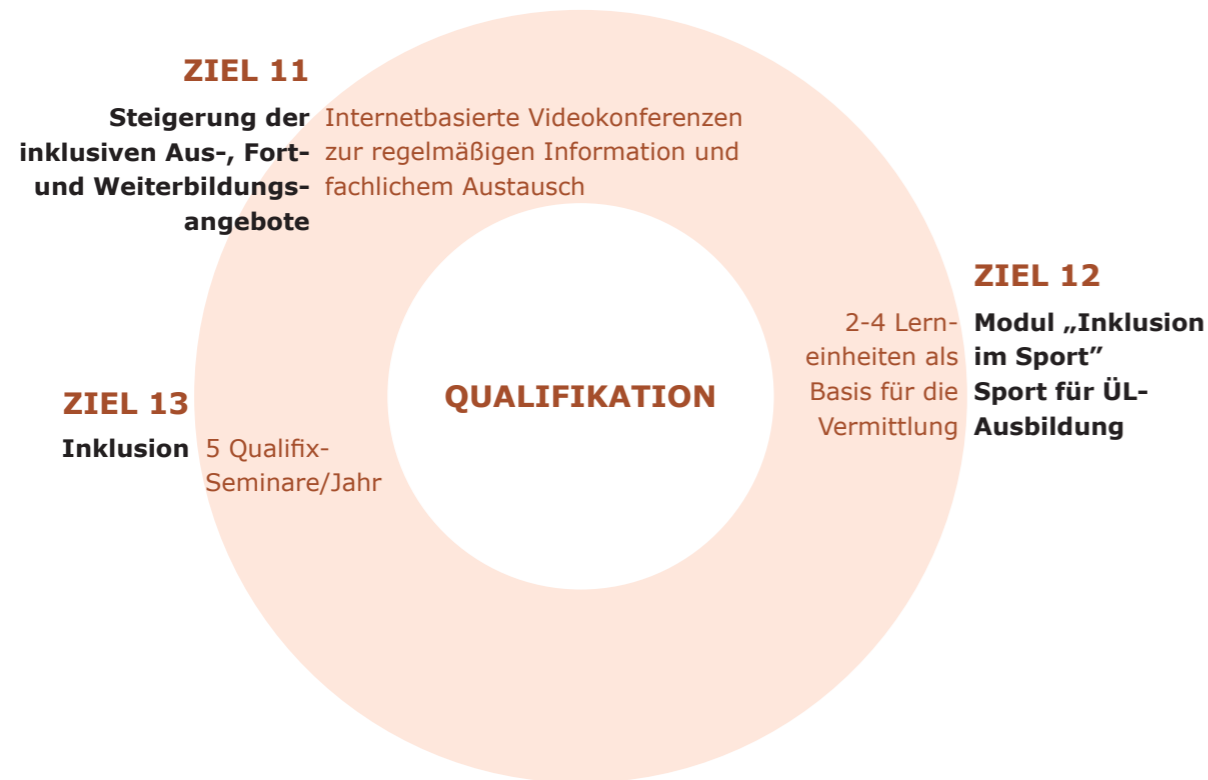 ZIEL 11
Steigerung der
inklusiven Aus-, Fort-
und Weiterbildungs-
angebote
Internetbasierte Videokonferenzen
zur regelmäßigen Information und
fachlichem Austausch
ZIEL 12
2-4 Lern-
einheiten als
Basis für die
Vermittlung
Modul „Inklusion
im Sport”
Sport für ÜL-
Ausbildung
QUALIFIKATION
ZIEL 13
Inklusion
5 Qualifix-
Seminare/Jahr